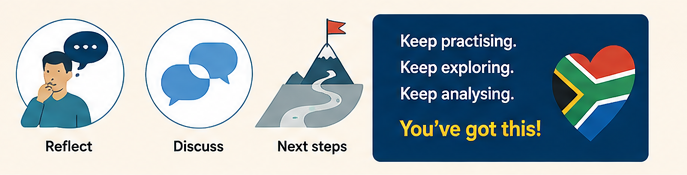 Reflect
Discuss
Next steps
Keep practising.
Keep exploring.
Keep analysing.
You've got this!